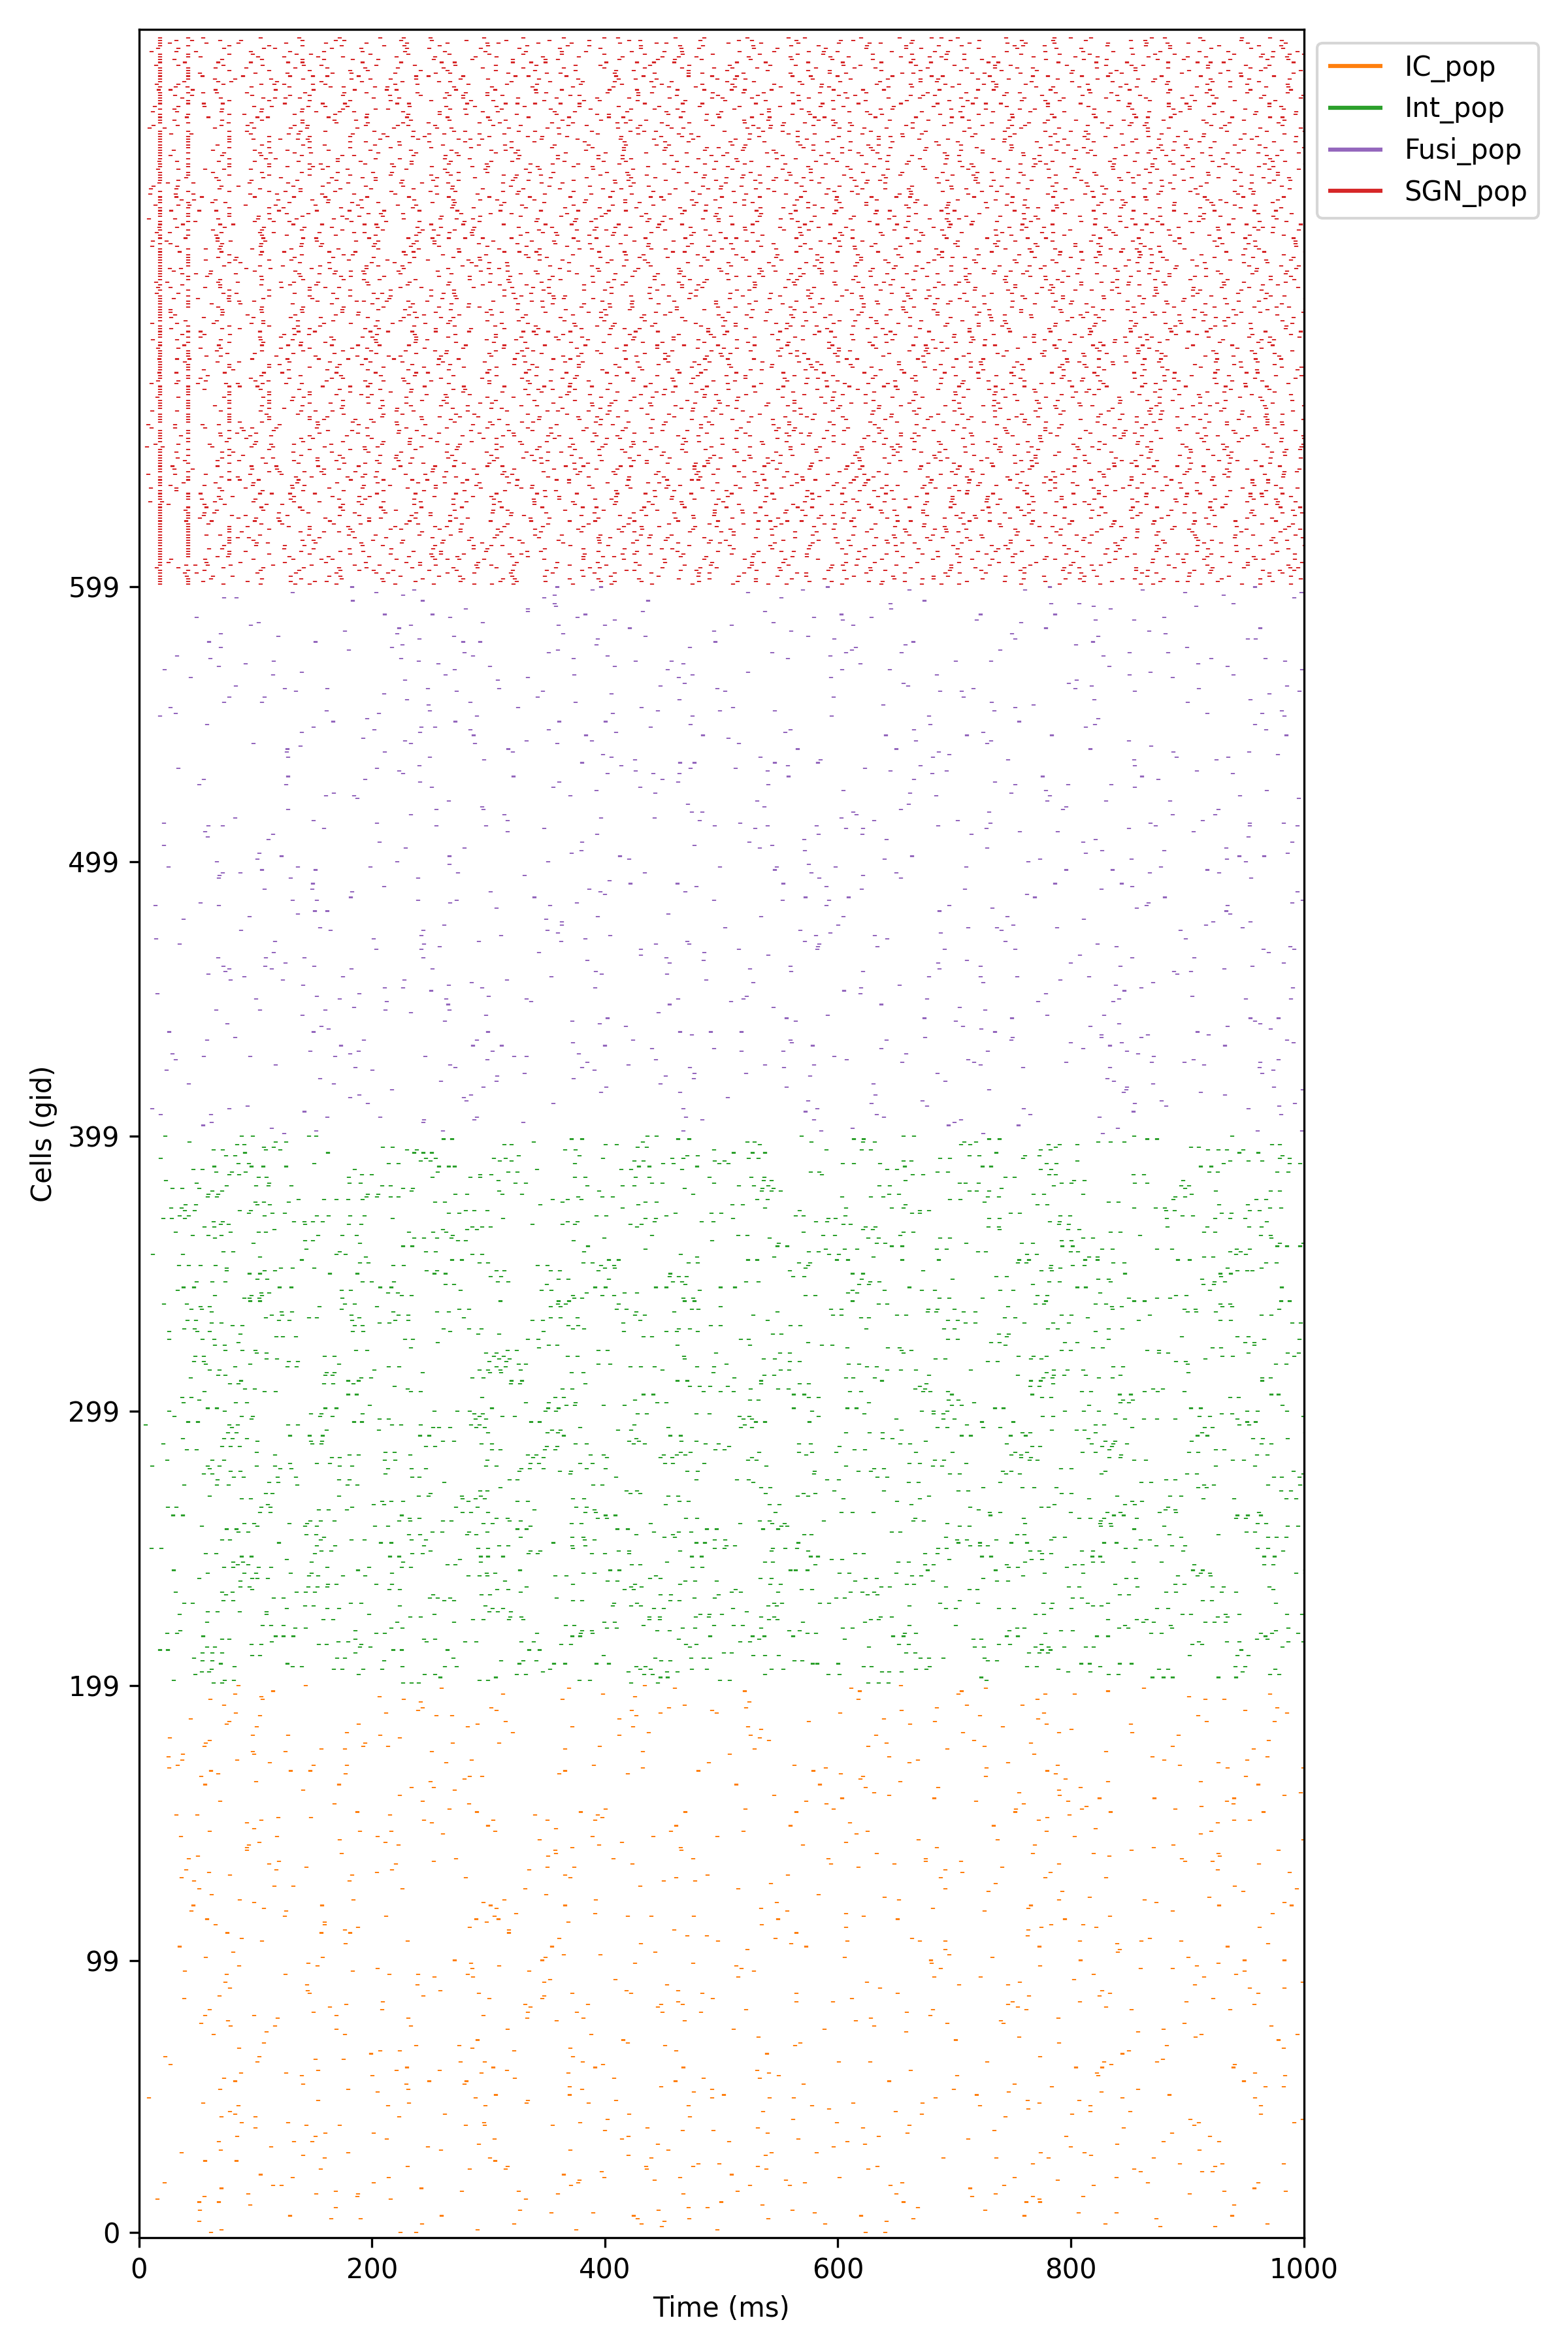 IC_pop
Int_pop
Fusi_pop
SGN_pop
599
499
399
299
199
99
0
Cells (gid)
0 200 400 600 800 1000
Time (ms)